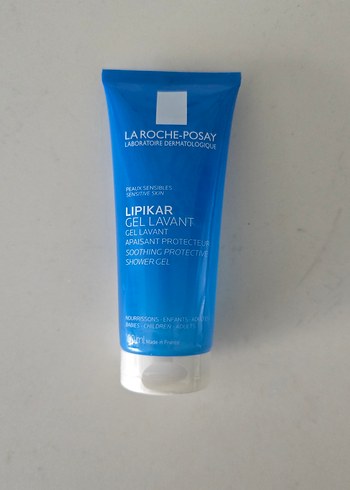 LA ROCHE-POSAY
LABORATOIRE DERMATOLOGIQUE
PEAUX SENSIBLES
SENSITIVE SKIN
LIPIKAR
GEL LAVANT
GEL LAVANT
APAISANT PROTECTEUR
SOOTHING PROTECTIVE
SHOWER GEL
NOURRISSONS - ENFANTS -
BABIES - CHILDREN - ADULTS
Made in France